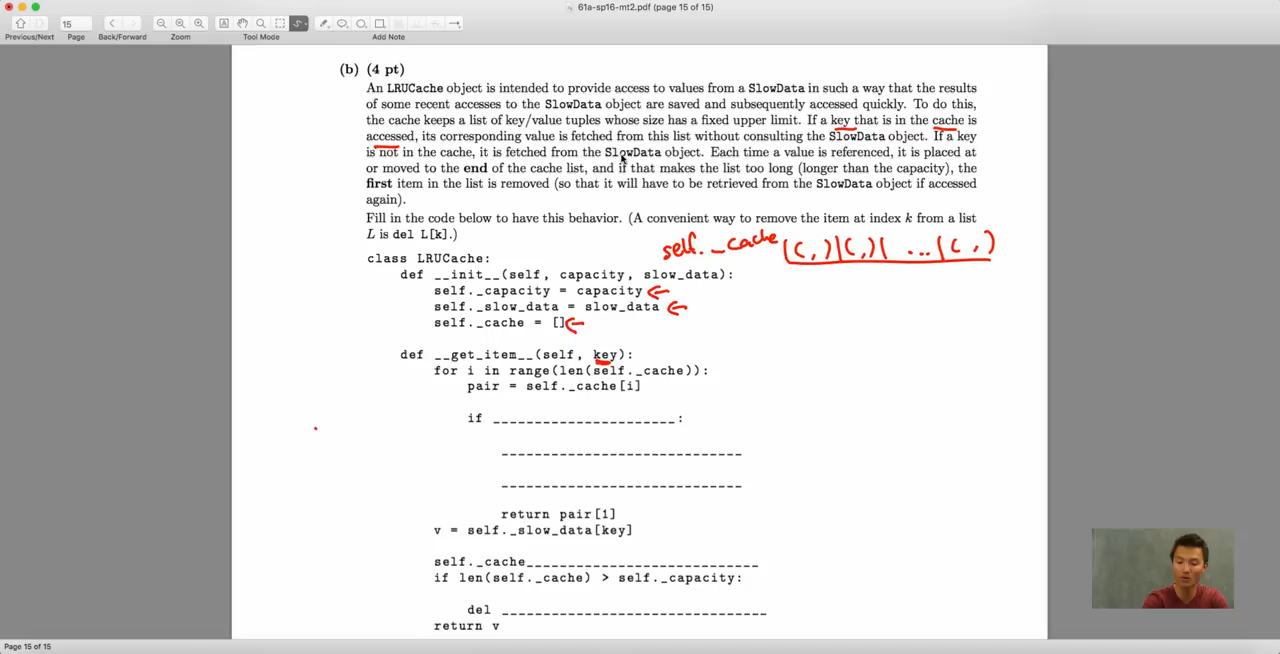 61a-sp16-mt2.pdf (page 15 of 15)
15
Previous/Next Page Back/Forward Zoom Tool Mode Add Note
(b) (4 pt)
An LRUCache object is intended to provide access to values from a SlowData in such a way that the results
of some recent accesses to the SlowData object are saved and subsequently accessed quickly. To do this,
the cache keeps a list of key/value tuples whose size has a fixed upper limit. If a key that is in the cache is
accessed, its corresponding value is fetched from this list without consulting the SlowData object. If a key
is not in the cache, it is fetched from the SlowData object. Each time a value is referenced, it is placed at
or moved to the end of the cache list, and if that makes the list too long (longer than the capacity), the
first item in the list is removed (so that it will have to be retrieved from the SlowData object if accessed
again).
Fill in the code below to have this behavior. (A convenient way to remove the item at index k from a list
L is del L[k].)
self._cache (,)|(,)| ...|(,)
class LRUCache:
def __init__(self, capacity, slow_data):
self._capacity = capacity
self._slow_data = slow_data
self._cache = []
def __get_item__(self, key):
for i in range(len(self._cache)):
pair = self._cache[i]
if ______________________:
____________________________
____________________________
return pair[1]
v = self._slow_data[key]
self._cache____________________________
if len(self._cache) > self._capacity:
del ________________________________
return v
Page 15 of 15